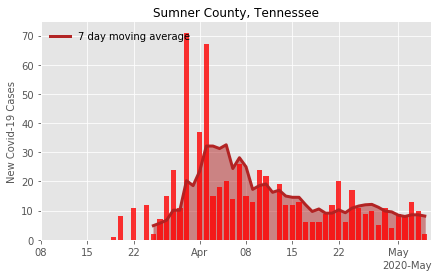 Sumner County, Tennessee
7 day moving average
New Covid-19 Cases
70
60
50
40
30
20
10
0
08
15
22
Apr
08
15
22
May
08
2020-May